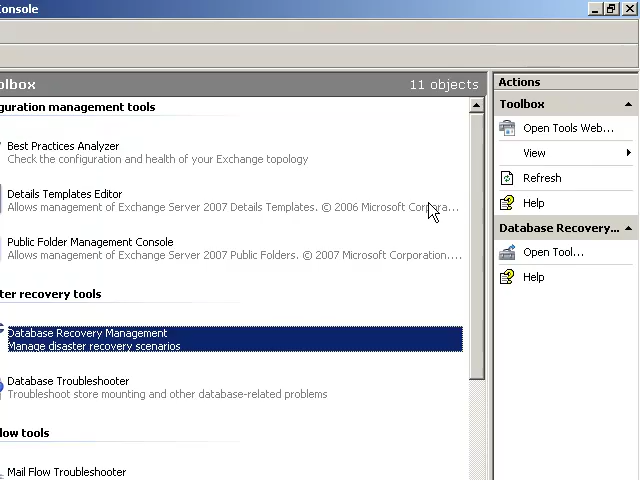 Console
olbox
11 objects
Actions
guration management tools
Toolbox
Open Tools Web...
Best Practices Analyzer
Check the configuration and health of your Exchange topology
View
Refresh
Details Templates Editor
Allows management of Exchange Server 2007 Details Templates. © 2006 Microsoft Corpora...
Help
Database Recovery...
Public Folder Management Console
Allows management of Exchange Server 2007 Public Folders. © 2007 Microsoft Corporation....
Open Tool...
Help
ter recovery tools
Database Recovery Management
Manage disaster recovery scenarios
Database Troubleshooter
Troubleshoot store mounting and other database-related problems
low tools
Mail Flow Troubleshooter